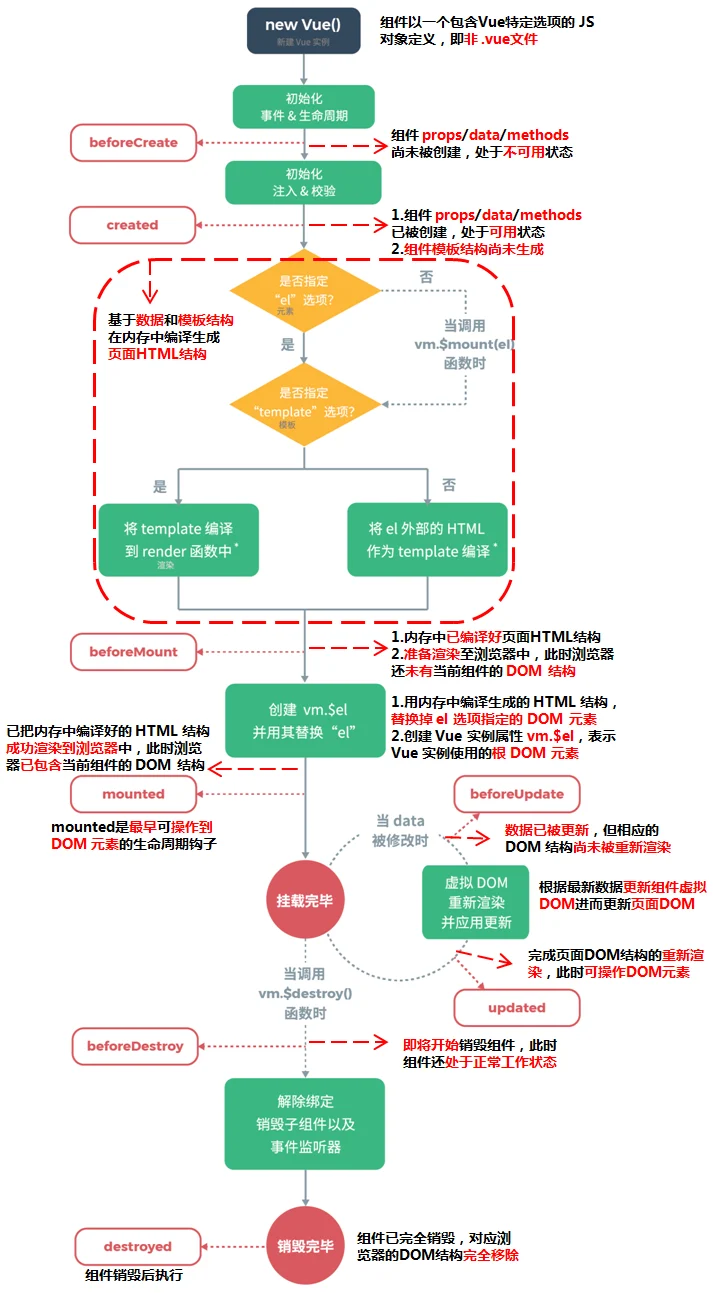 new Vue()
新建 Vue 实例
组件以一个包含Vue特定选项的 JS
对象定义，即非 .vue文件
初始化
事件 & 生命周期
beforeCreate
组件 props/data/methods
尚未被创建，处于不可用状态
初始化
注入 & 校验
created
1.组件 props/data/methods
已被创建，处于可用状态
2.组件模板结构尚未生成
是否指定
“el” 选项？
元素
否
基于数据和模板结构
在内存中编译生成
页面HTML结构
是
当调用
vm.$mount(el)
函数时
是否指定
“template” 选项？
模板
是
否
将 template 编译
到 render 函数中*
渲染
将 el 外部的 HTML
作为 template 编译*
beforeMount
1.内存中已编译好页面HTML结构
2.准备渲染至浏览器中，此时浏览器
还未有当前组件的 DOM 结构
创建 vm.$el
并用其替换 “el”
1.用内存中编译生成的 HTML 结构，
替换掉 el 选项指定的 DOM 元素
2.创建 Vue 实例属性 vm.$el，表示
Vue 实例使用的根 DOM 元素
已把内存中编译好的 HTML 结构
成功渲染到浏览器中，此时浏览
器已包含当前组件的 DOM 结构
mounted
mounted是最早可操作到
DOM 元素的生命周期钩子
当 data
被修改时
beforeUpdate
数据已被更新，但相应的
DOM 结构尚未被重新渲染
挂载完毕
虚拟 DOM
重新渲染
并应用更新
根据最新数据更新组件虚拟
DOM进而更新页面DOM
完成页面DOM结构的重新渲
染，此时可操作DOM元素
updated
当调用
vm.$destroy()
函数时
beforeDestroy
即将开始销毁组件，此时
组件还处于正常工作状态
解除绑定
销毁子组件以及
事件监听器
destroyed
组件销毁后执行
销毁完毕
组件已完全销毁，对应浏
览器的DOM结构完全移除